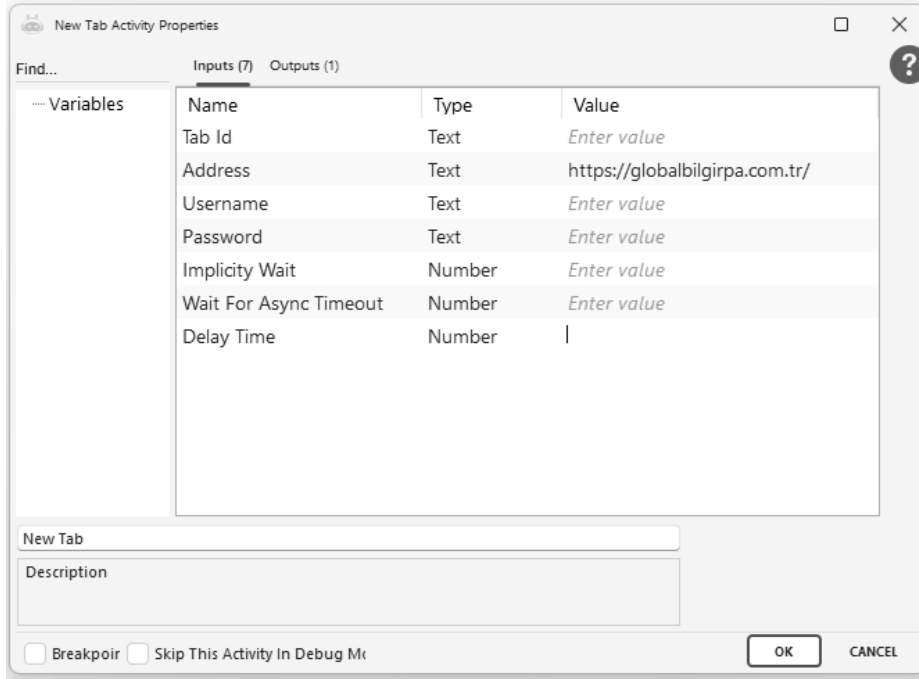 New Tab Activity Properties
Find...
Inputs (7) Outputs (1)
?
Variables
Name Type Value
Tab Id Text Enter value
Address Text https://globalbilgirpa.com.tr/
Username Text Enter value
Password Text Enter value
Implicity Wait Number Enter value
Wait For Async Timeout Number Enter value
Delay Time Number
New Tab
Description
Breakpoir Skip This Activity In Debug Mo
OK CANCEL